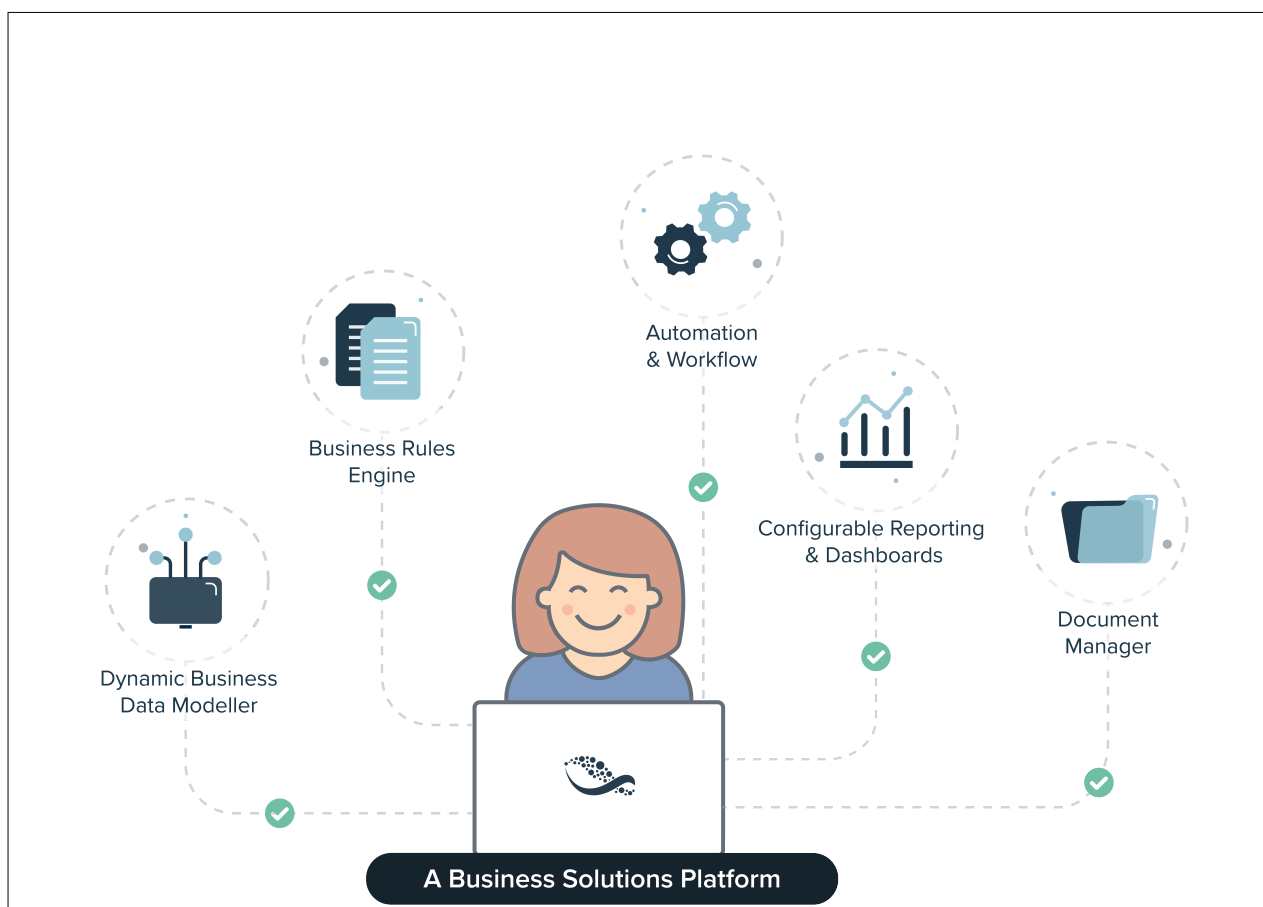 Automation
& Workflow
Business Rules
Engine
Configurable Reporting
& Dashboards
Document
Manager
Dynamic Business
Data Modeller
A Business Solutions Platform